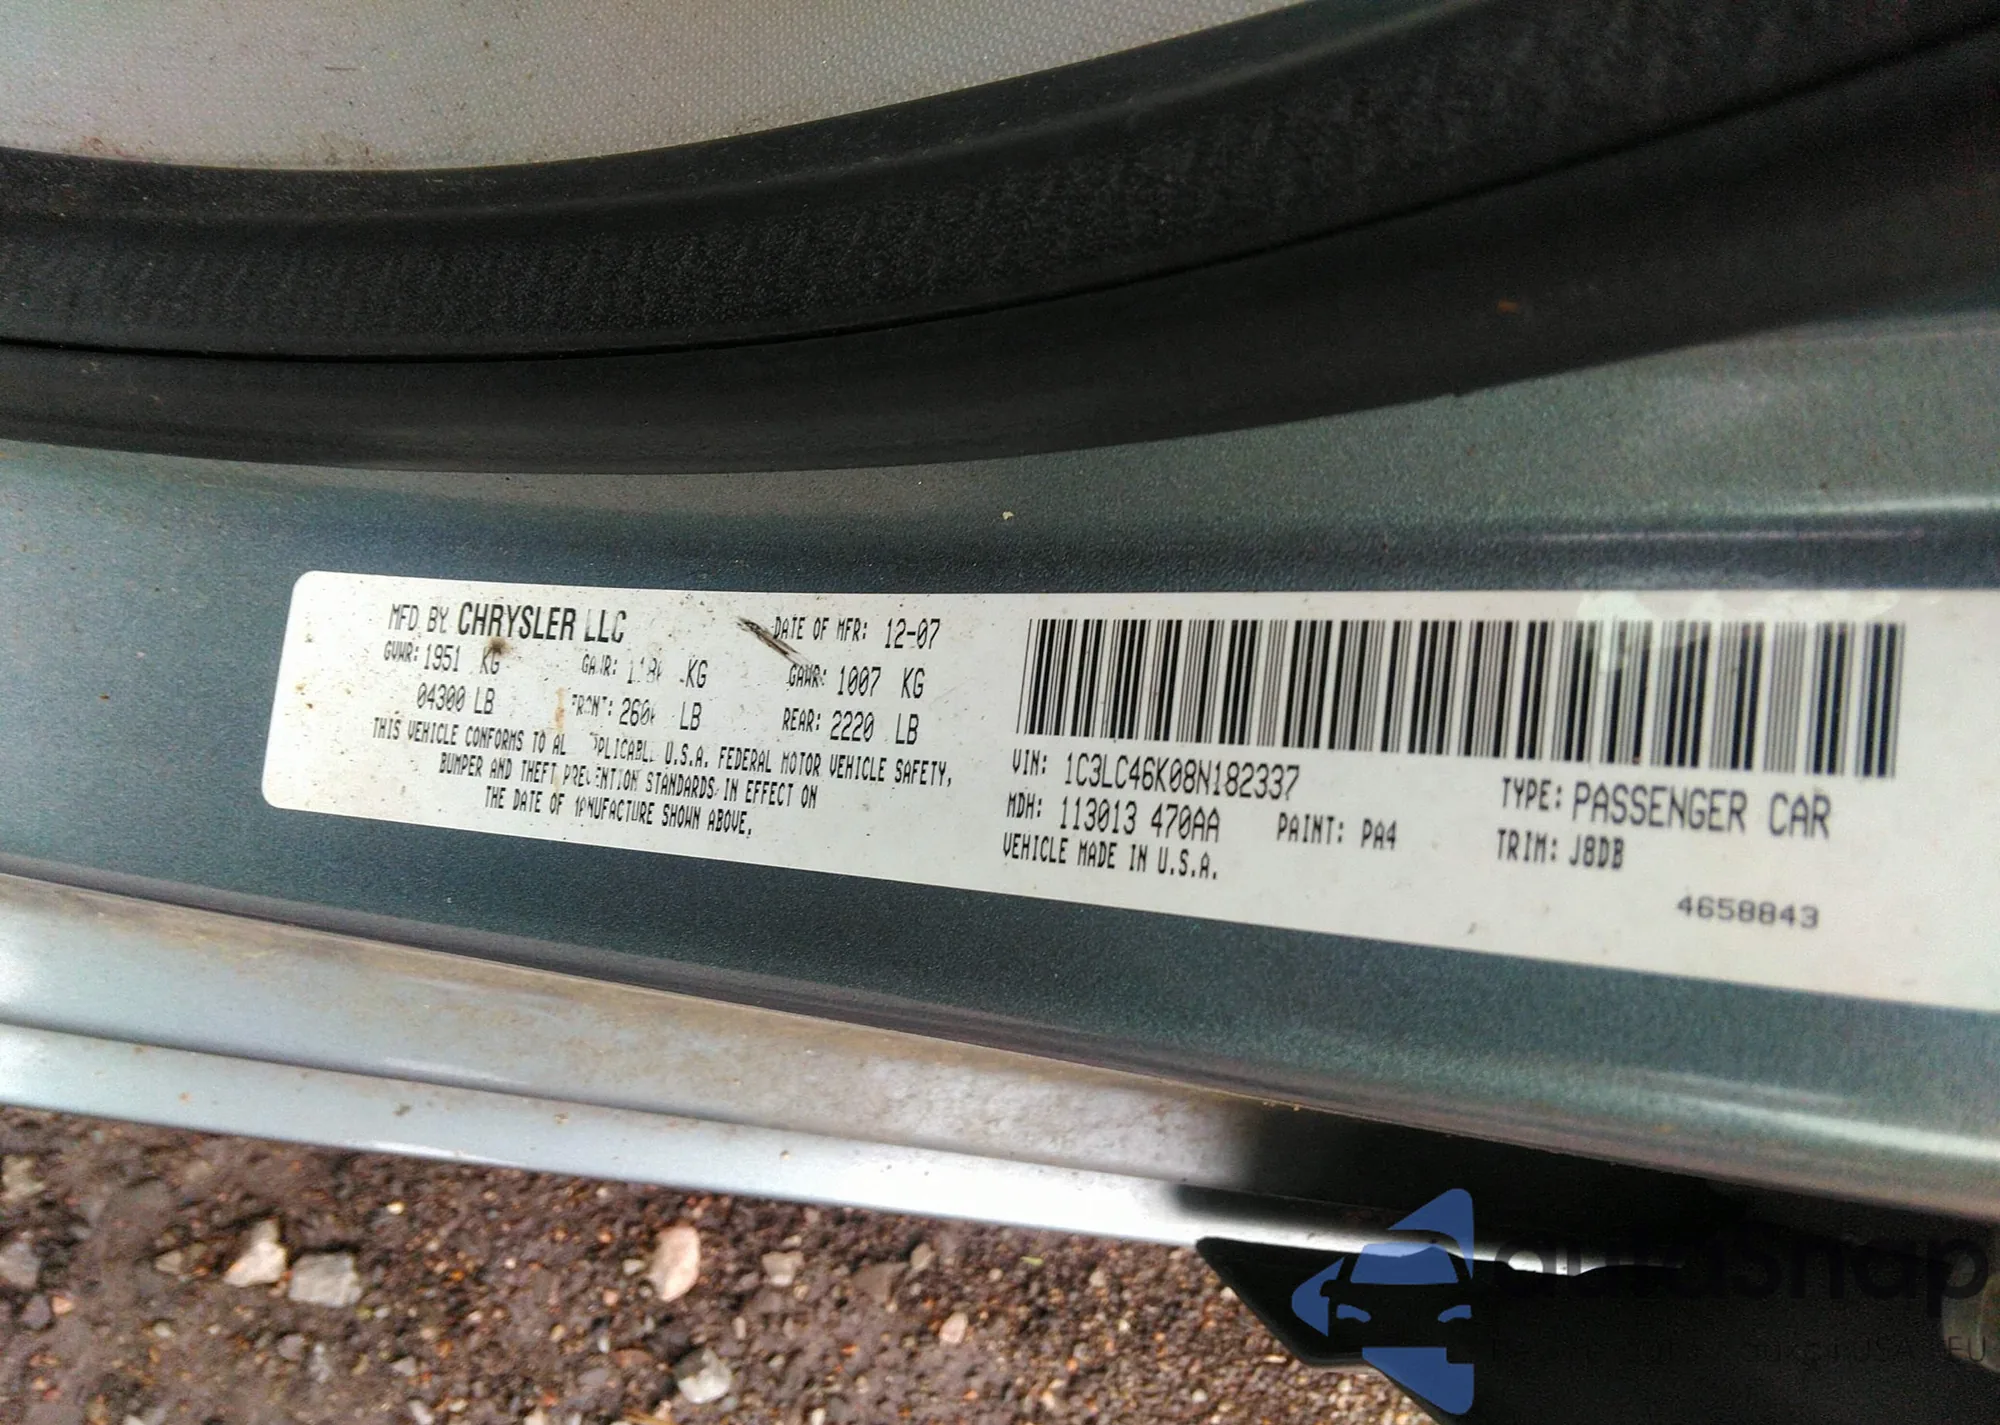 MFD BY CHRYSLER LLC DATE OF MFR: 12-07
GVWR: 1951 KG KG GAWR: 1007 KG
04300 LB LB REAR: 2220 LB
THIS VEHICLE CONFORMS TO U.S.A. FEDERAL MOTOR VEHICLE SAFETY,
BUMPER AND THEFT PREVENTION STANDARDS IN EFFECT ON
THE DATE OF MANUFACTURE SHOWN ABOVE.
VIN: 1C3LC46K08N182337 TYPE: PASSENGER CAR
MDH: 113013 470AA PAINT: PA4 TRIM: J8DB
VEHICLE MADE IN U.S.A.
4658843
autosnap